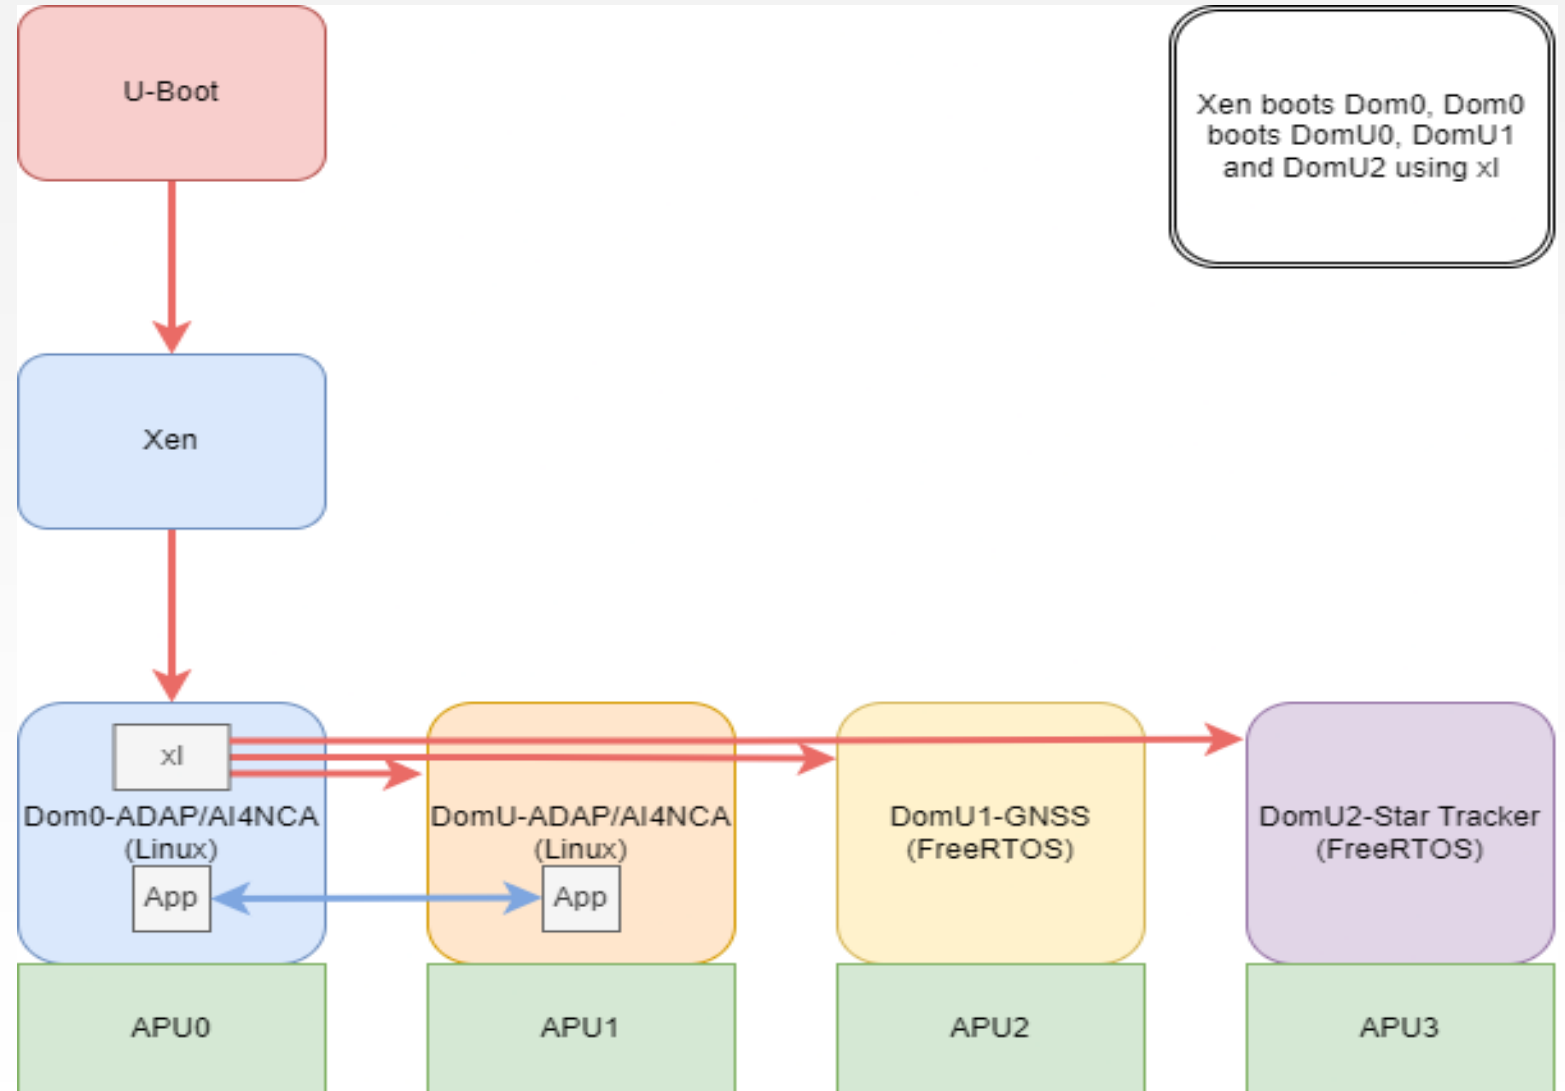 U-Boot
Xen boots Dom0, Dom0
boots DomU0, DomU1
and DomU2 using xl
Xen
xl
Dom0-ADAP/AI4NCA
(Linux)
App
DomU-ADAP/AI4NCA
(Linux)
App
DomU1-GNSS
(FreeRTOS)
DomU2-Star Tracker
(FreeRTOS)
APU0
APU1
APU2
APU3